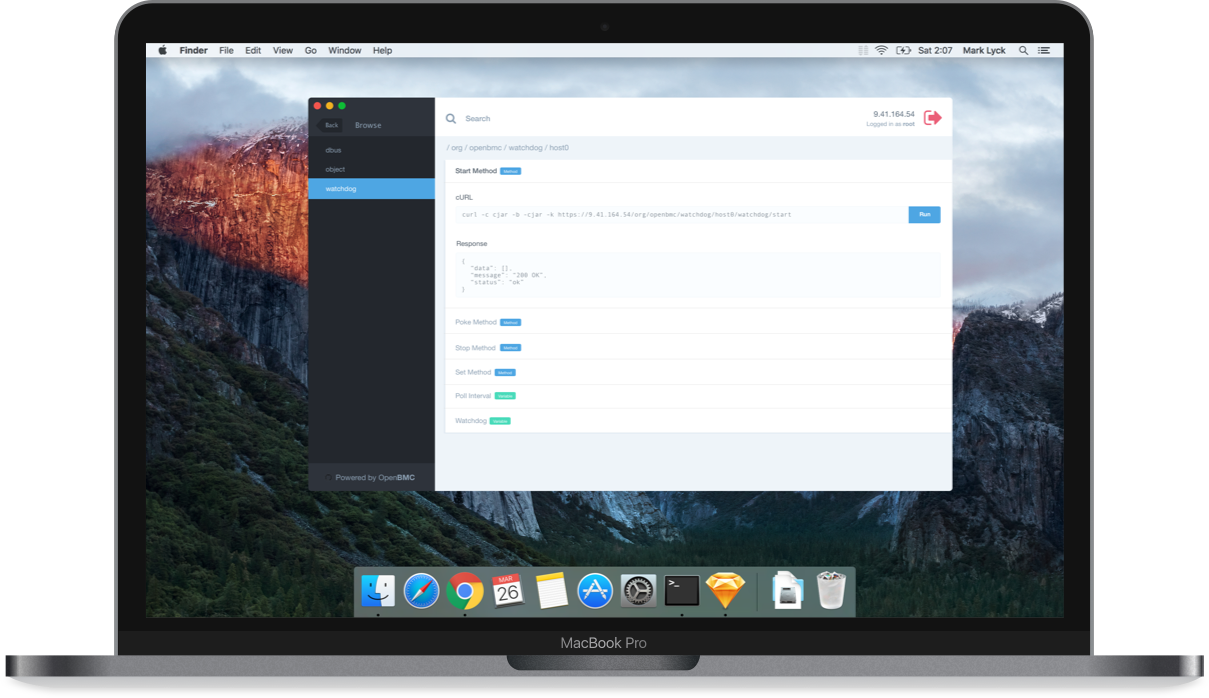 Finder File Edit View Go Window Help Sat 2:07 Mark Lyck
Back Browse
dbus
object
watchdog
Powered by OpenBMC
Search
9.41.164.54
Logged in as root
/ org / openbmc / watchdog / host0
Start Method Method
cURL
curl -c cjar -b -cjar -k https://9.41.164.54/org/openbmc/watchdog/host0/watchdog/start
Run
Response
{
"data": [],
"message": "200 OK",
"status": "ok"
}
Poke Method Method
Stop Method Method
Set Method Method
Poll Interval
Watchdog
MAR
26
>_
MacBook Pro